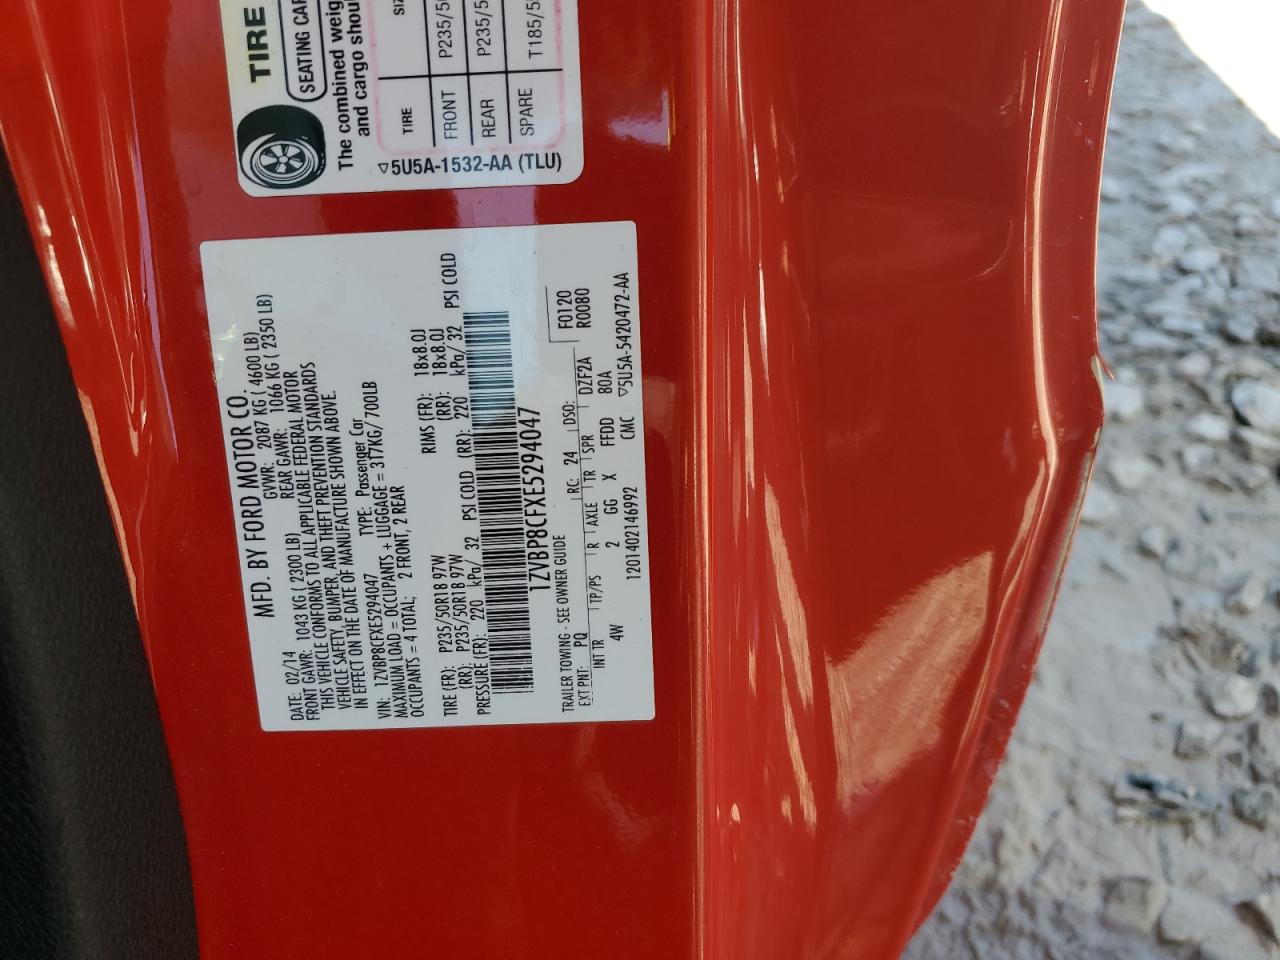 TIRE
SEATING CAP
The combined weig
and cargo shou
TIRE SIZ
FRONT P235/5
REAR P235/5
SPARE T185/5
▽5U5A-1532-AA (TLU)
MFD. BY FORD MOTOR CO.
DATE: 02/14 GVWR: 2087 KG ( 4600 LB)
FRONT GAWR: 1043 KG ( 2300 LB) REAR GAWR: 1066 KG ( 2350 LB)
THIS VEHICLE CONFORMS TO ALL APPLICABLE FEDERAL MOTOR
VEHICLE SAFETY, BUMPER, AND THEFT PREVENTION STANDARDS
IN EFFECT ON THE DATE OF MANUFACTURE SHOWN ABOVE.
VIN: 1ZVBP8CFXE5294047 TYPE: Passenger Car
MAXIMUM LOAD = OCCUPANTS + LUGGAGE = 317KG/ 700LB
OCCUPANTS = 4 TOTAL; 2 FRONT, 2 REAR
TIRE (FR): P235/50R18 97W RIMS (FR): 18x8.0J
(RR): P235/50R18 97W (RR): 18x8.0J
PRESSURE (FR): 220 kPa/ 32 PSI COLD (RR): 220 kPa/ 32 PSI COLD
1ZVBP8CFXE5294047
TRAILER TOWING - SEE OWNER GUIDE
EXT PNT: PQ RC: 24 DSO: F0120
INT TR TP/PS R AXLE TR SPR DZF2A R0080
4W 2 GG X FFDD 80A
1201402146992 CMC ▽5U5A-5420472-AA